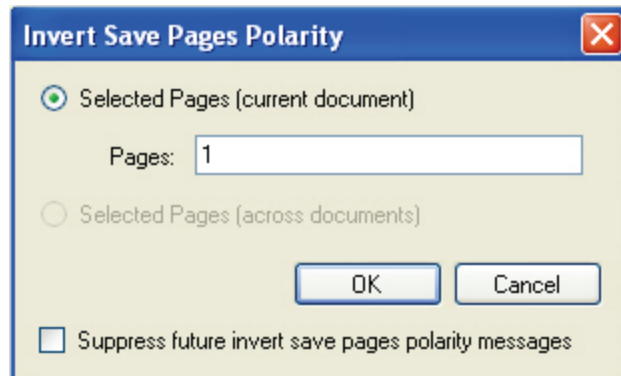 Invert Save Pages Polarity
Selected Pages (current document)
Pages: 1
Selected Pages (across documents)
OK Cancel
Suppress future invert save pages polarity messages